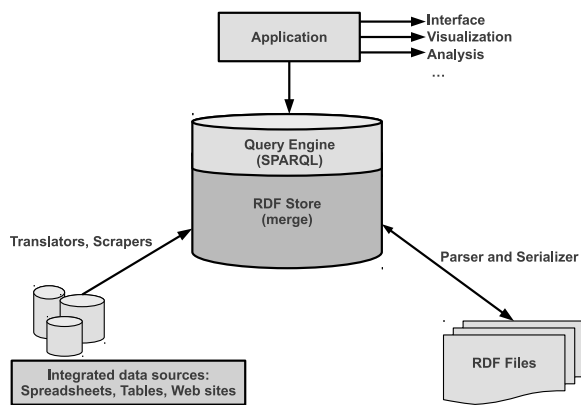 Application
Interface
Visualization
Analysis
...
Query Engine
(SPARQL)
RDF Store
(merge)
Translators, Scrapers
Parser and Serializer
Integrated data sources:
Spreadsheets, Tables, Web sites
RDF Files